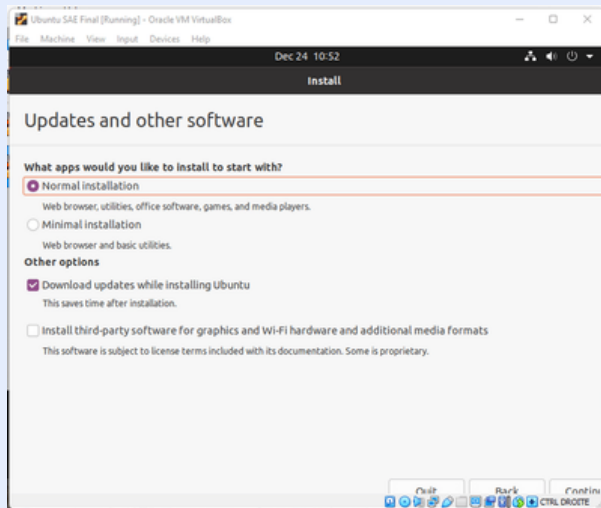 Ubuntu SAE Final [Running] - Oracle VM VirtualBox
File Machine View Input Devices Help
Dec 24 10:52
Install
Updates and other software
What apps would you like to install to start with?
Normal installation
Web browser, utilities, office software, games, and media players.
Minimal installation
Web browser and basic utilities.
Other options
Download updates while installing Ubuntu
This saves time after installation.
Install third-party software for graphics and Wi-Fi hardware and additional media formats
This software is subject to license terms included with its documentation. Some is proprietary.
Quit Back Contin
CTRL DROITE